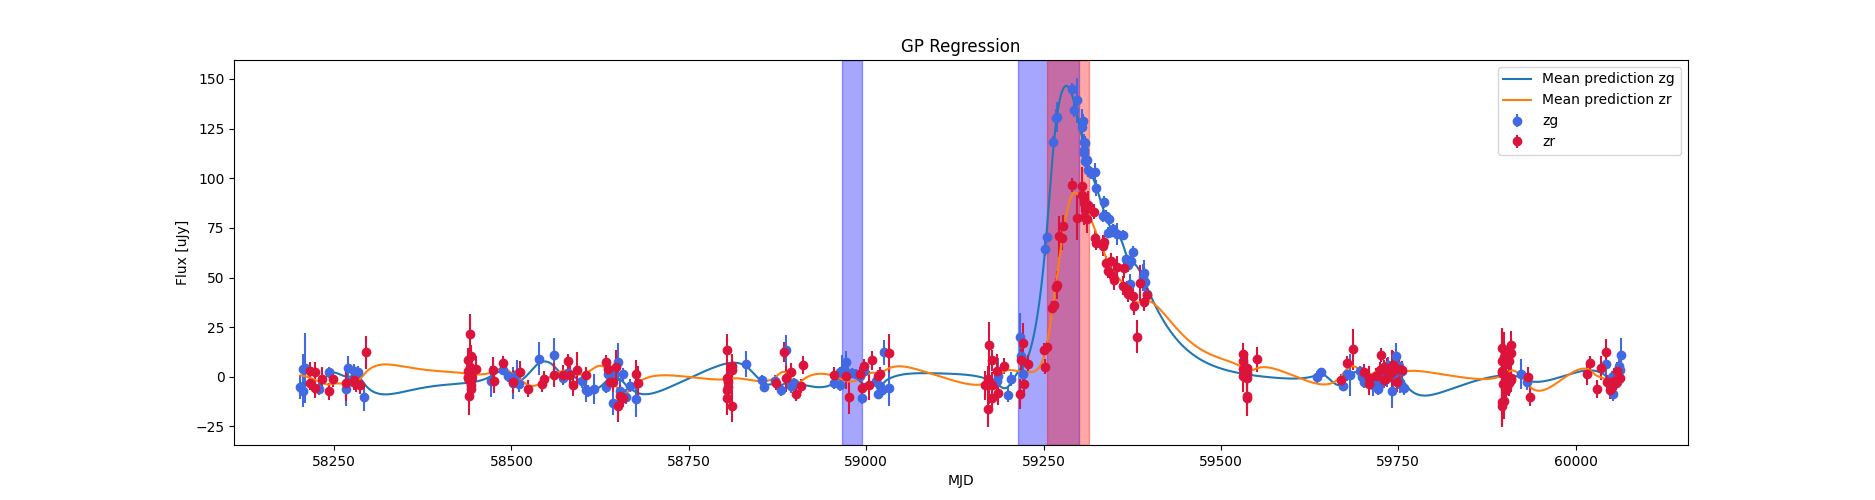 GP Regression
150
125
100
75
50
25
0
−25
Flux [uJy]
58250
58500
58750
59000
59250
59500
59750
60000
MJD
Mean prediction zg
Mean prediction zr
zg
zr